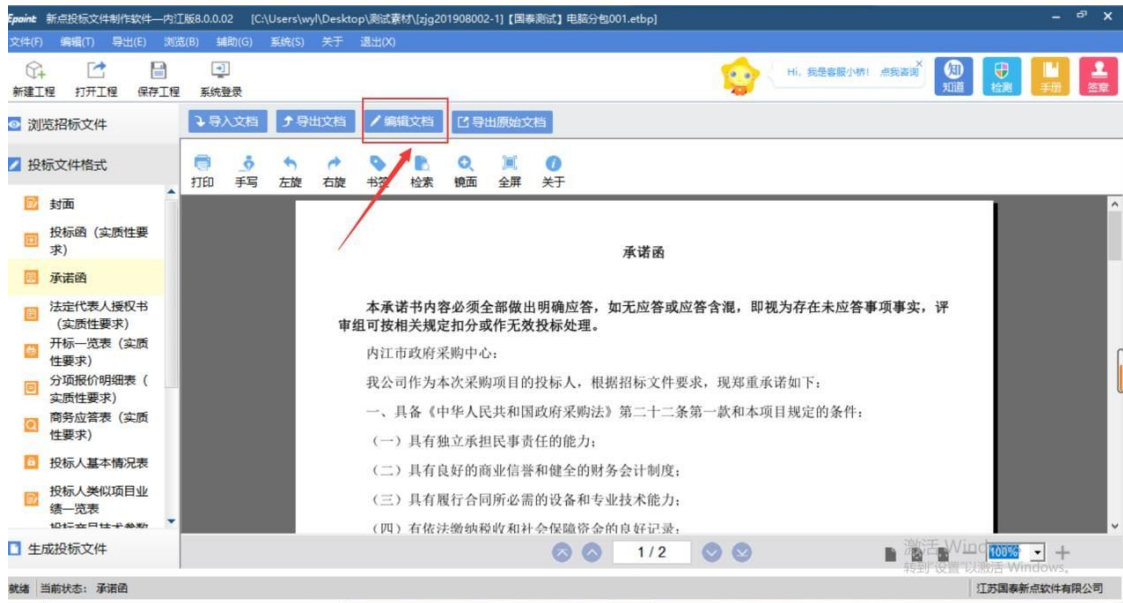 Epoint 新点投标文件制作软件—内江版8.0.0.02 [C:\Users\wyl\Desktop\测试素材\[zjg201908002-1]【国泰测试】电脑分包001.etbp]
文件(F) 编辑(T) 导出(E) 浏览(B) 辅助(G) 系统(S) 关于 退出(X)
新建工程 打开工程 保存工程 系统登录
Hi，我是客服小桥！ 点我咨询
知 知道 检测 手册 签章
浏览招标文件
导入文档 导出文档 编辑文档 导出原始文档
投标文件格式
打印 手写 左旋 右旋 书签 检索 镜面 全屏 关于
封面
投标函（实质性要
求）
承诺函
法定代表人授权书
（实质性要求）
开标一览表（实质
性要求）
分项报价明细表（
实质性要求）
商务应答表（实质
性要求）
投标人基本情况表
投标人类似项目业
绩一览表
投标产品技术参数
生成投标文件
承诺函
本承诺书内容必须全部做出明确应答，如无应答或应答含混，即视为存在未应答事项事实，评
审组可按相关规定扣分或作无效投标处理。
内江市政府采购中心：
我公司作为本次采购项目的投标人，根据招标文件要求，现郑重承诺如下：
一、具备《中华人民共和国政府采购法》第二十二条第一款和本项目规定的条件：
（一）具有独立承担民事责任的能力；
（二）具有良好的商业信誉和健全的财务会计制度；
（三）具有履行合同所必需的设备和专业技术能力；
（四）有依法缴纳税收和社会保障资金的良好记录；
1 / 2
100%
激活 Windows
转到"设置"以激活 Windows。
就绪 当前状态：承诺函
江苏国泰新点软件有限公司